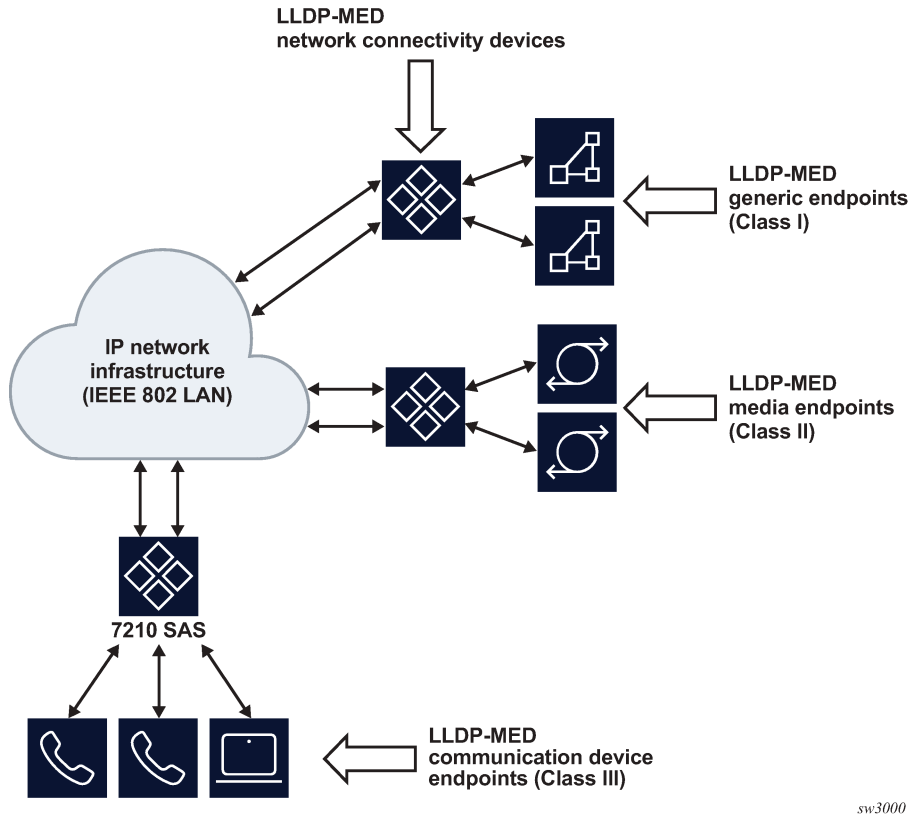 LLDP-MED
network connectivity devices
LLDP-MED
generic endpoints
(Class I)
IP network
infrastructure
(IEEE 802 LAN)
LLDP-MED
media endpoints
(Class II)
7210 SAS
LLDP-MED
communication device
endpoints (Class III)
sw3000